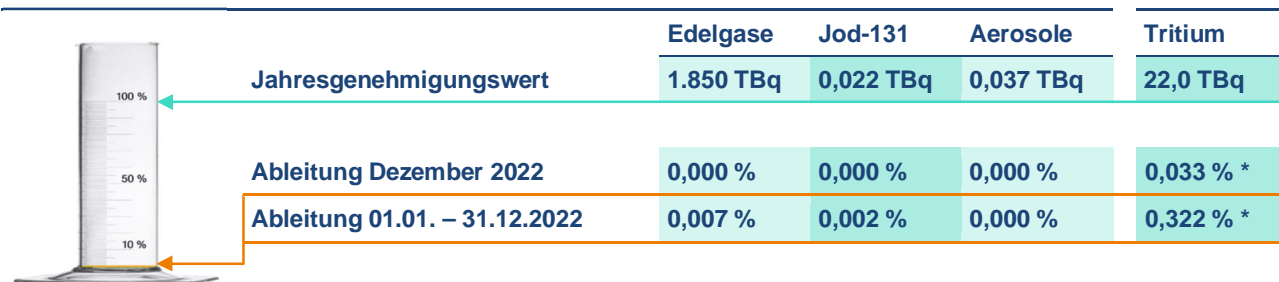 Edelgase Jod-131 Aerosole Tritium
Jahresgenehmigungswert 1.850 TBq 0,022 TBq 0,037 TBq 22,0 TBq
100 %
Ableitung Dezember 2022 0,000 % 0,000 % 0,000 % 0,033 % *
50 %
Ableitung 01.01. – 31.12.2022 0,007 % 0,002 % 0,000 % 0,322 % *
10 %